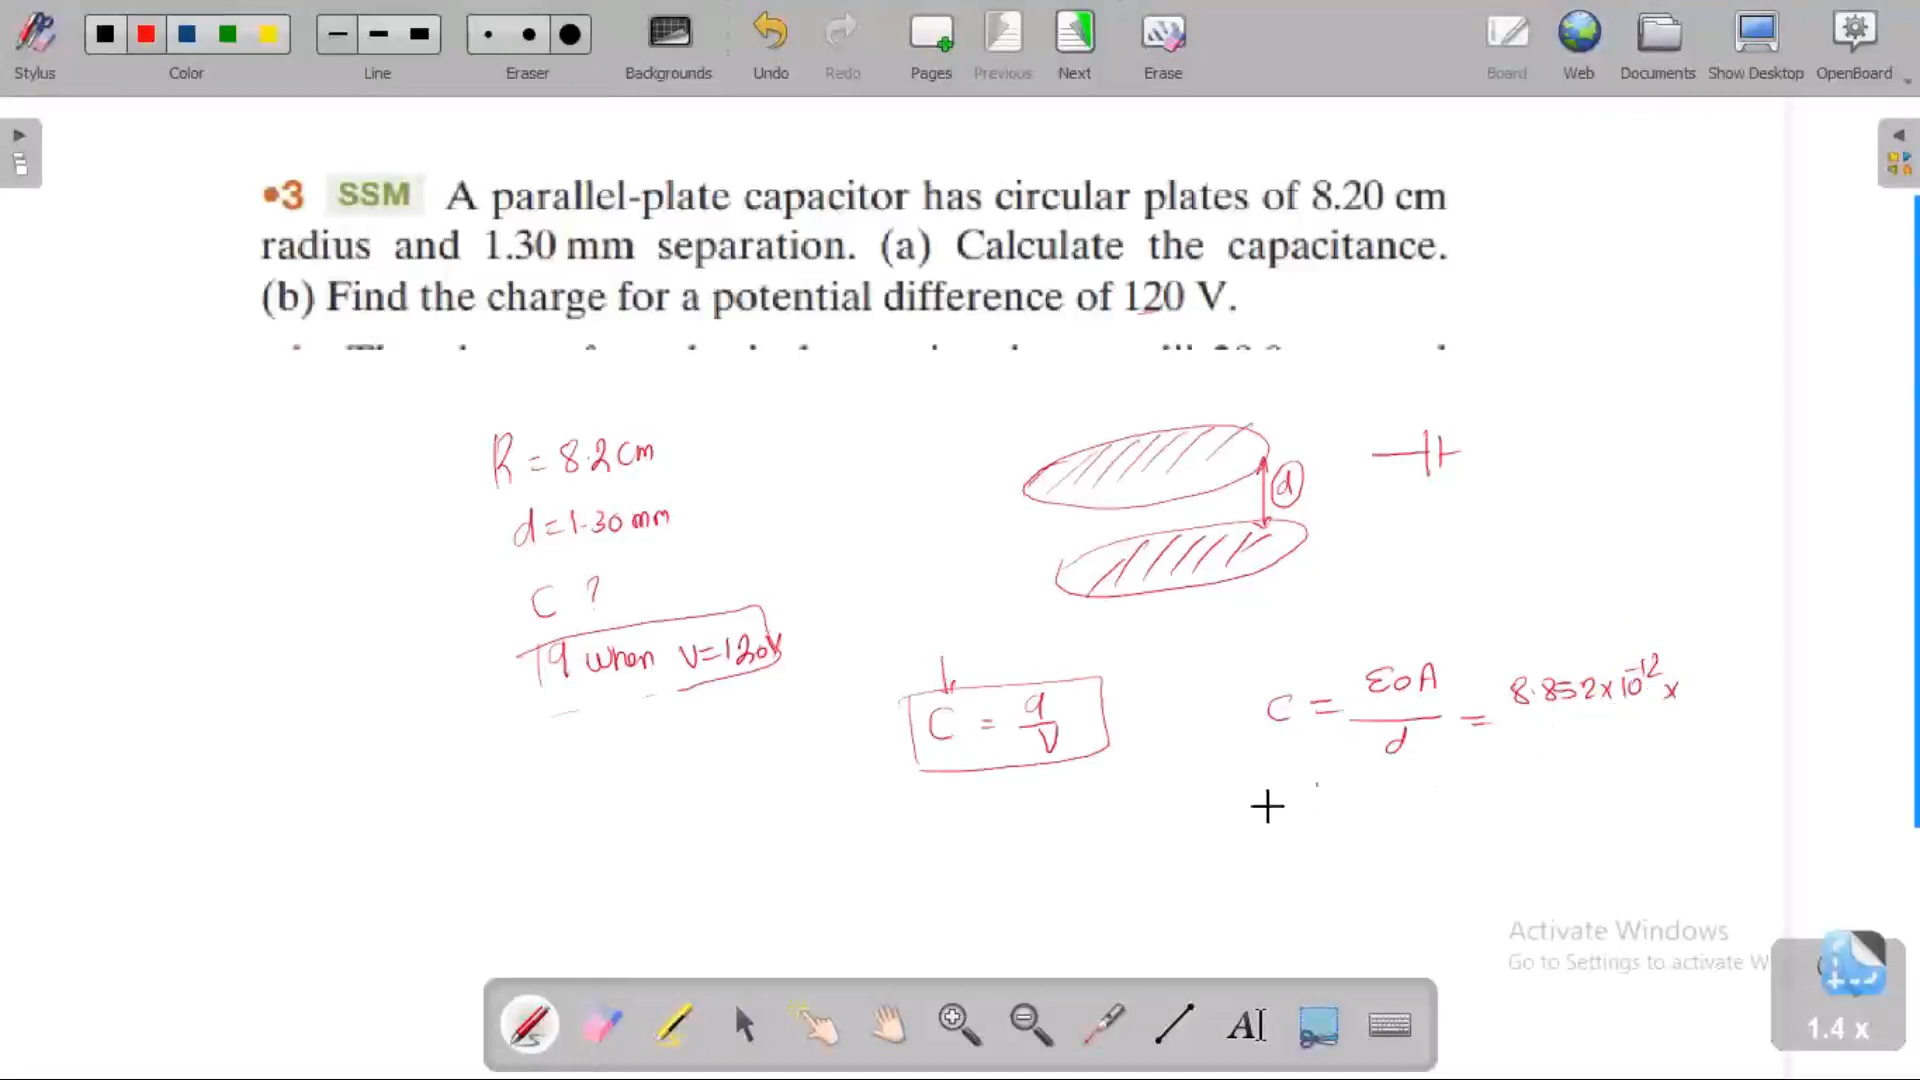 Stylus Color Line Eraser Backgrounds Undo Redo Pages Previous Next Erase Board Web Documents Show Desktop OpenBoard
•3 SSM A parallel-plate capacitor has circular plates of 8.20 cm
radius and 1.30 mm separation. (a) Calculate the capacitance.
(b) Find the charge for a potential difference of 120 V.
R = 8.2 cm
d = 1.30 mm
d
C ?
q when V=120V
C = q/V
C = ε0A/d = 8.852×10^-12 ×
Activate Windows
Go to Settings to activate W
1.4 x